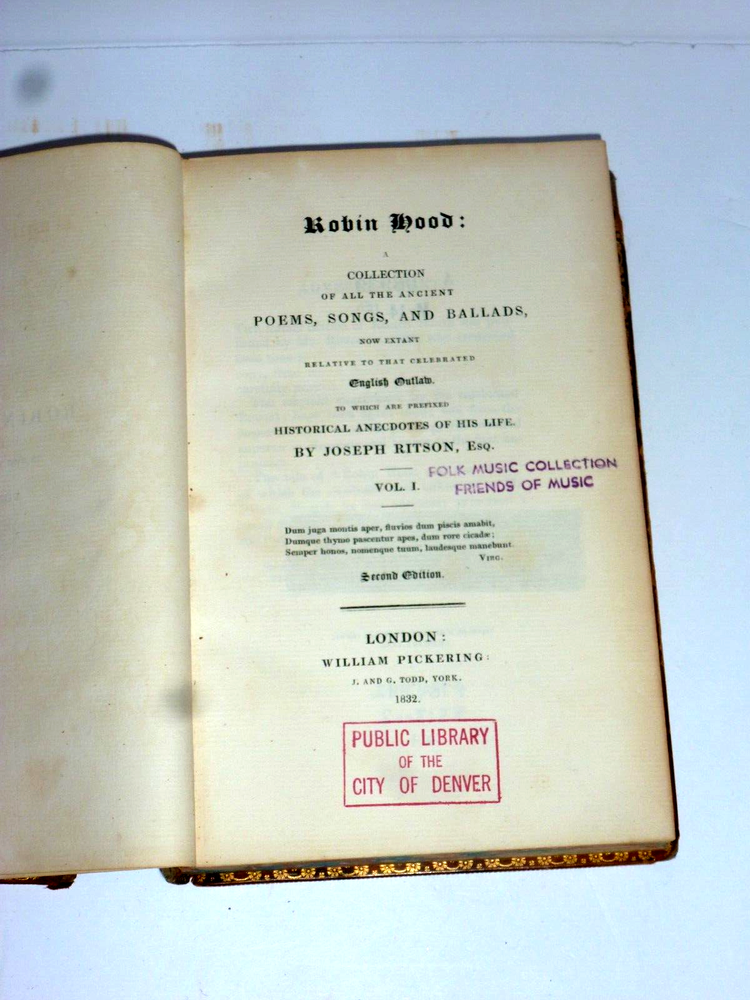 Robin Hood:
A
COLLECTION
OF ALL THE ANCIENT
POEMS, SONGS, AND BALLADS,
NOW EXTANT
RELATIVE TO THAT CELEBRATED
English Outlaw.
TO WHICH ARE PREFIXED
HISTORICAL ANECDOTES OF HIS LIFE.
BY JOSEPH RITSON, Esq.
VOL. I.
FOLK MUSIC COLLECTION
FRIENDS OF MUSIC
Dum juga montis aper, fluvios dum piscis amabit,
Dumque thymo pascentur apes, dum rore cicadæ;
Semper honos, nomenque tuum, laudesque manebunt.
Virg.
Second Edition.
LONDON:
WILLIAM PICKERING:
J. AND G. TODD, YORK.
1832.
PUBLIC LIBRARY
OF THE
CITY OF DENVER